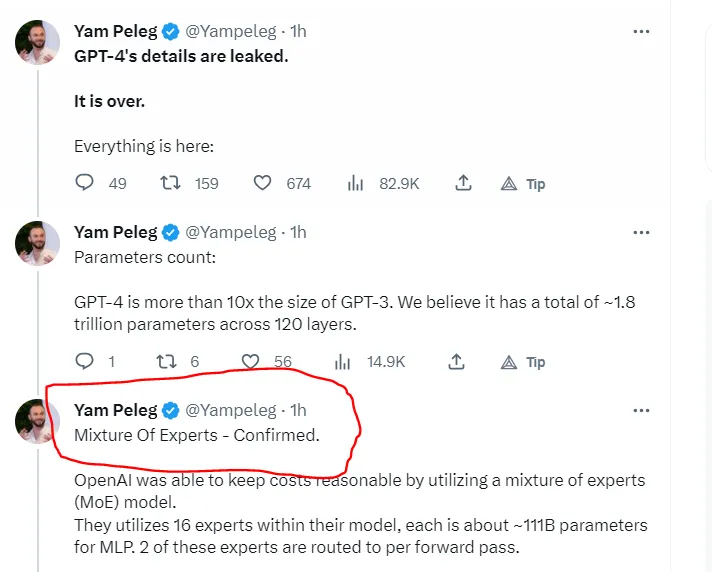 Yam Peleg @Yampeleg · 1h
GPT-4's details are leaked.
It is over.
Everything is here:
49 159 674 82.9K Tip
Yam Peleg @Yampeleg · 1h
Parameters count:
GPT-4 is more than 10x the size of GPT-3. We believe it has a total of ~1.8
trillion parameters across 120 layers.
1 6 56 14.9K Tip
Yam Peleg @Yampeleg · 1h
Mixture Of Experts - Confirmed.
OpenAI was able to keep costs reasonable by utilizing a mixture of experts
(MoE) model.
They utilizes 16 experts within their model, each is about ~111B parameters
for MLP. 2 of these experts are routed to per forward pass.